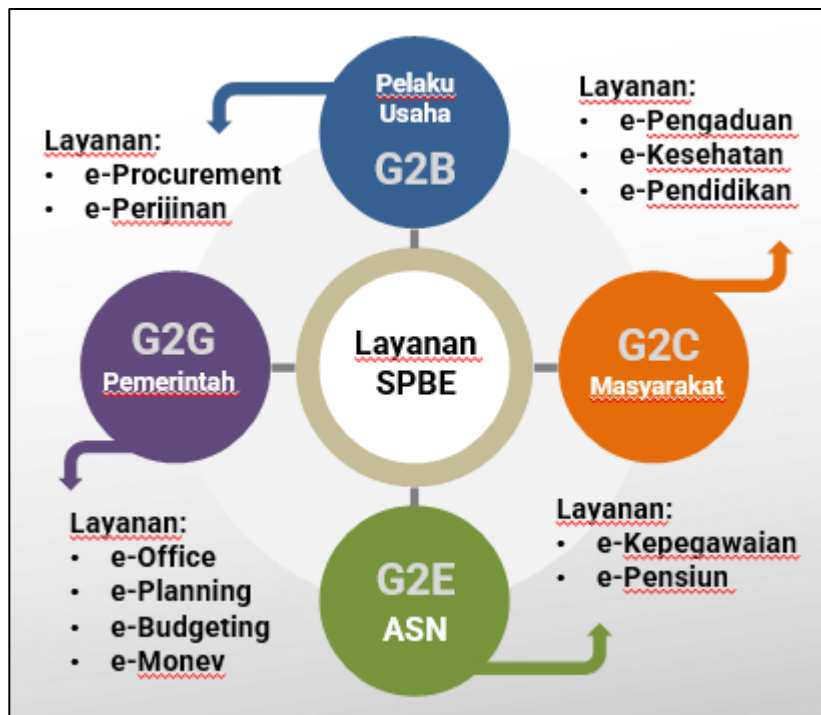 Pelaku
Usaha
G2B
Layanan:
• e-Procurement
• e-Perijinan
Layanan:
• e-Pengaduan
• e-Kesehatan
• e-Pendidikan
G2G
Pemerintah
Layanan
SPBE
G2C
Masyarakat
Layanan:
• e-Office
• e-Planning
• e-Budgeting
• e-Monev
G2E
ASN
Layanan:
• e-Kepegawaian
• e-Pensiun